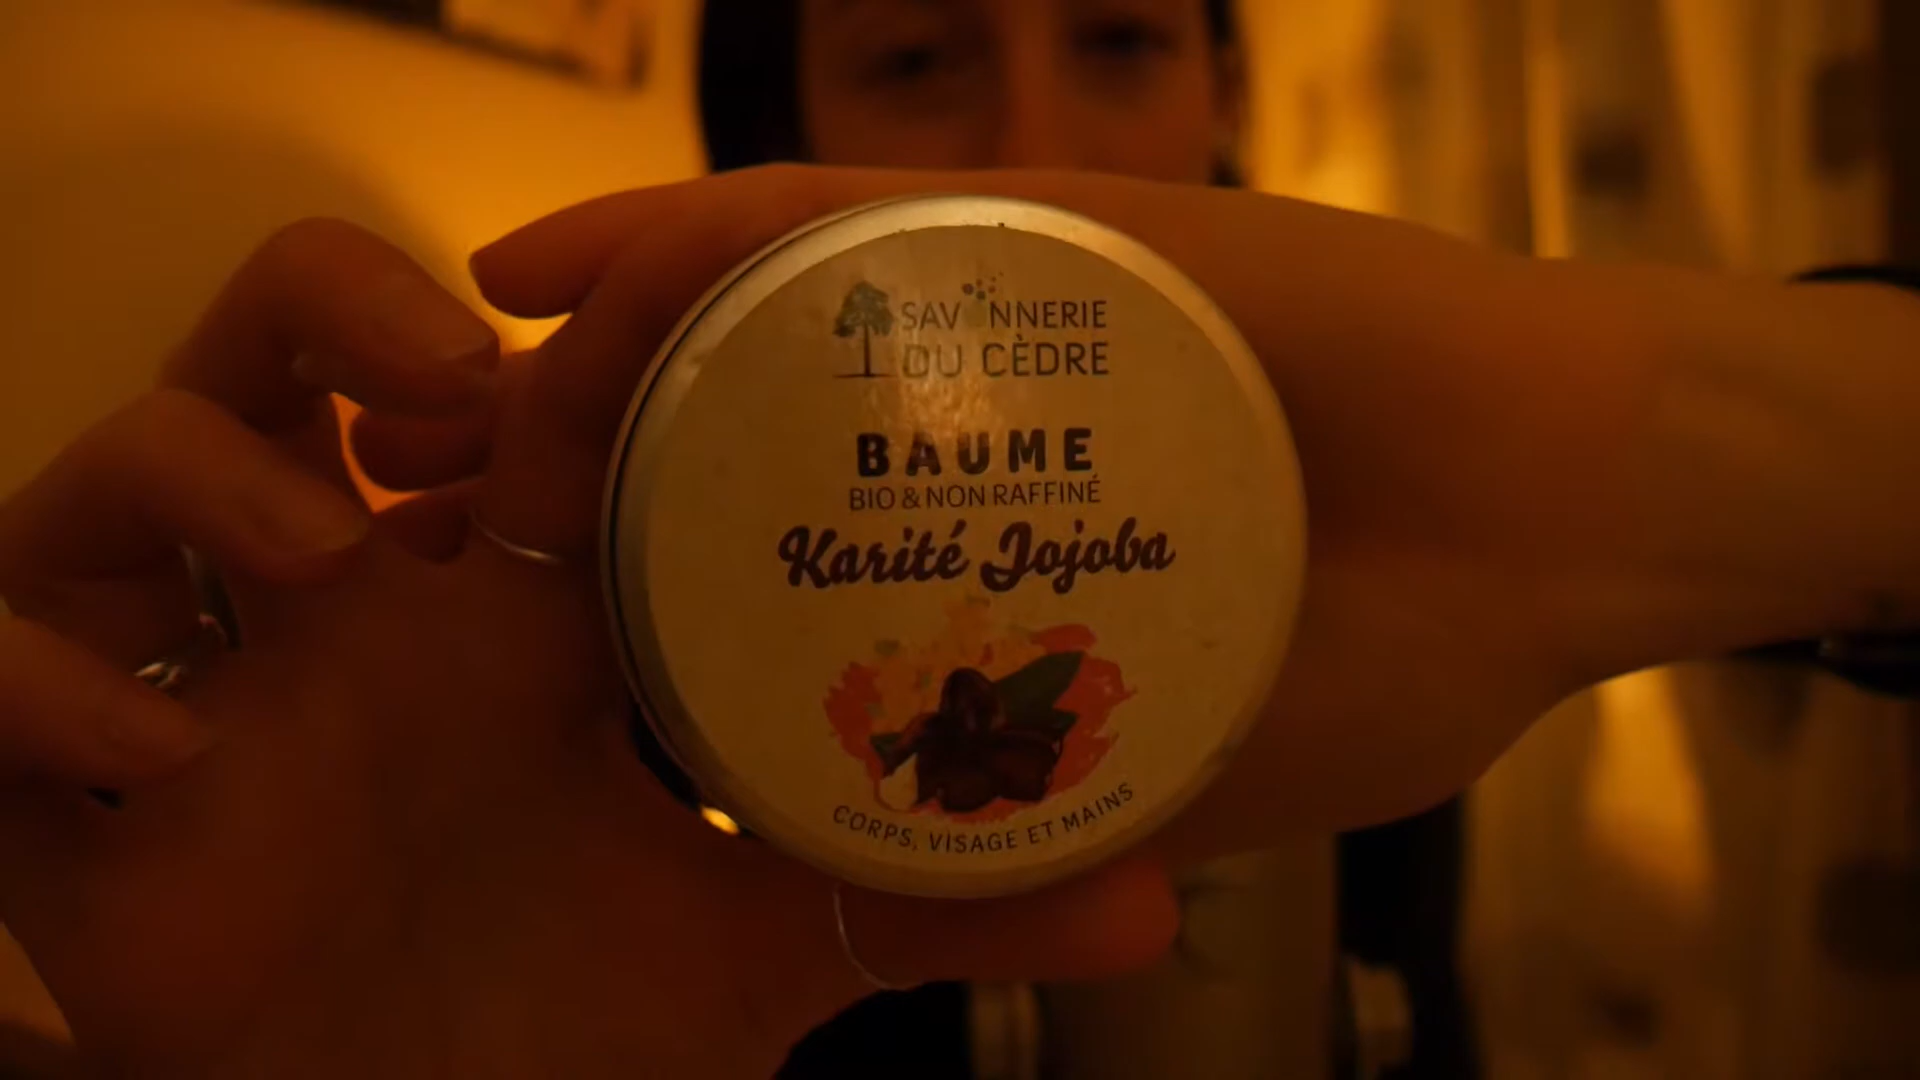 SAVONNERIE
DU CÈDRE
BAUME
BIO & NON RAFFINÉ
Karité Jojoba
CORPS, VISAGE ET MAINS